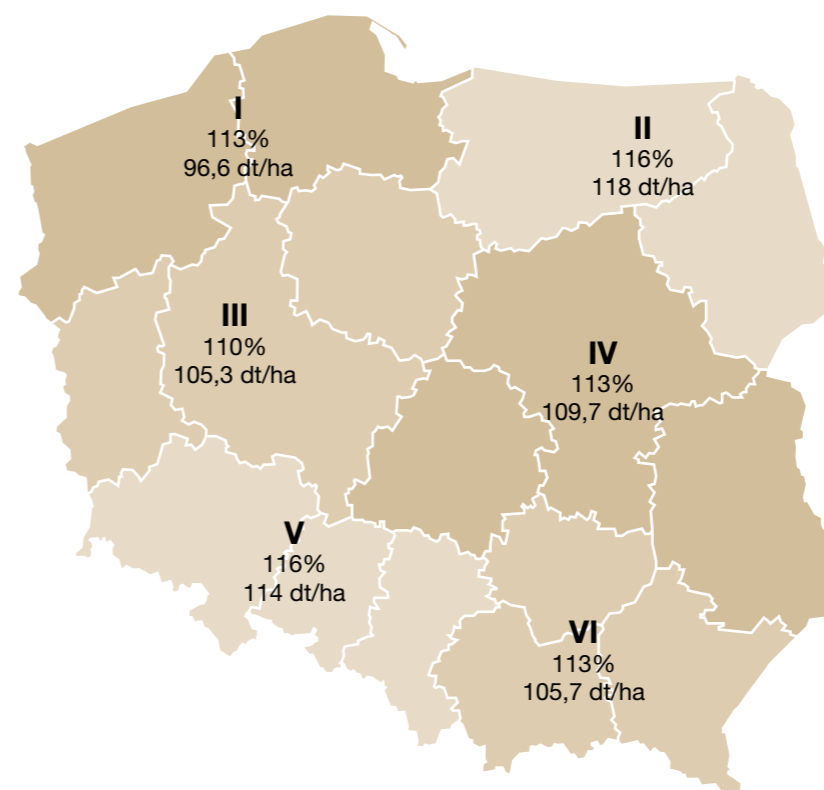 I
113%
96,6 dt/ha
II
116%
118 dt/ha
III
110%
105,3 dt/ha
IV
113%
109,7 dt/ha
V
116%
114 dt/ha
VI
113%
105,7 dt/ha